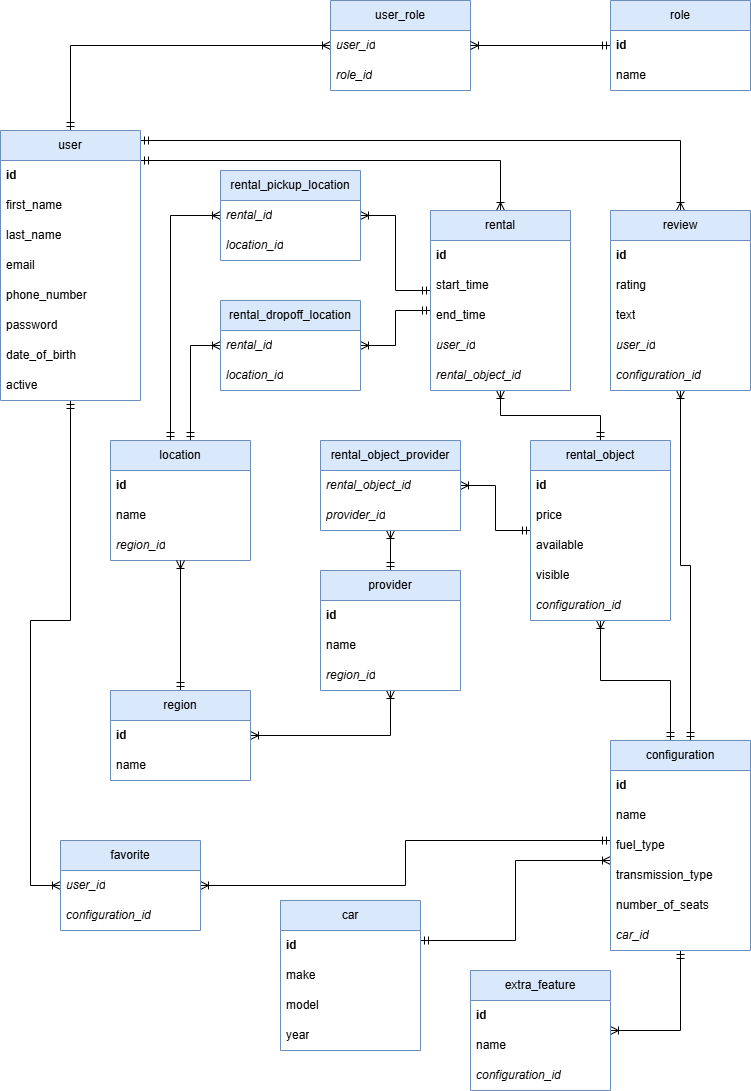 user_role
user_id
role_id
role
id
name
user
id
first_name
last_name
email
phone_number
password
date_of_birth
active
rental_pickup_location
rental_id
location_id
rental
id
start_time
end_time
user_id
rental_object_id
review
id
rating
text
user_id
configuration_id
rental_dropoff_location
rental_id
location_id
location
id
name
region_id
rental_object_provider
rental_object_id
provider_id
rental_object
id
price
available
visible
configuration_id
provider
id
name
region_id
region
id
name
configuration
id
name
fuel_type
transmission_type
number_of_seats
car_id
favorite
user_id
configuration_id
car
id
make
model
year
extra_feature
id
name
configuration_id